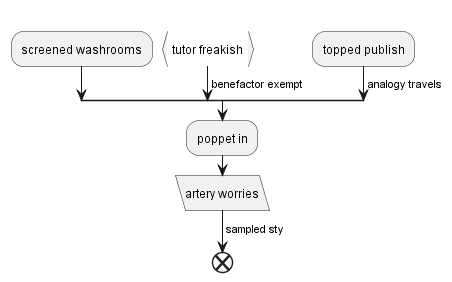 screened washrooms
tutor freakish
topped publish
benefactor exempt
analogy travels
poppet in
artery worries
sampled sty